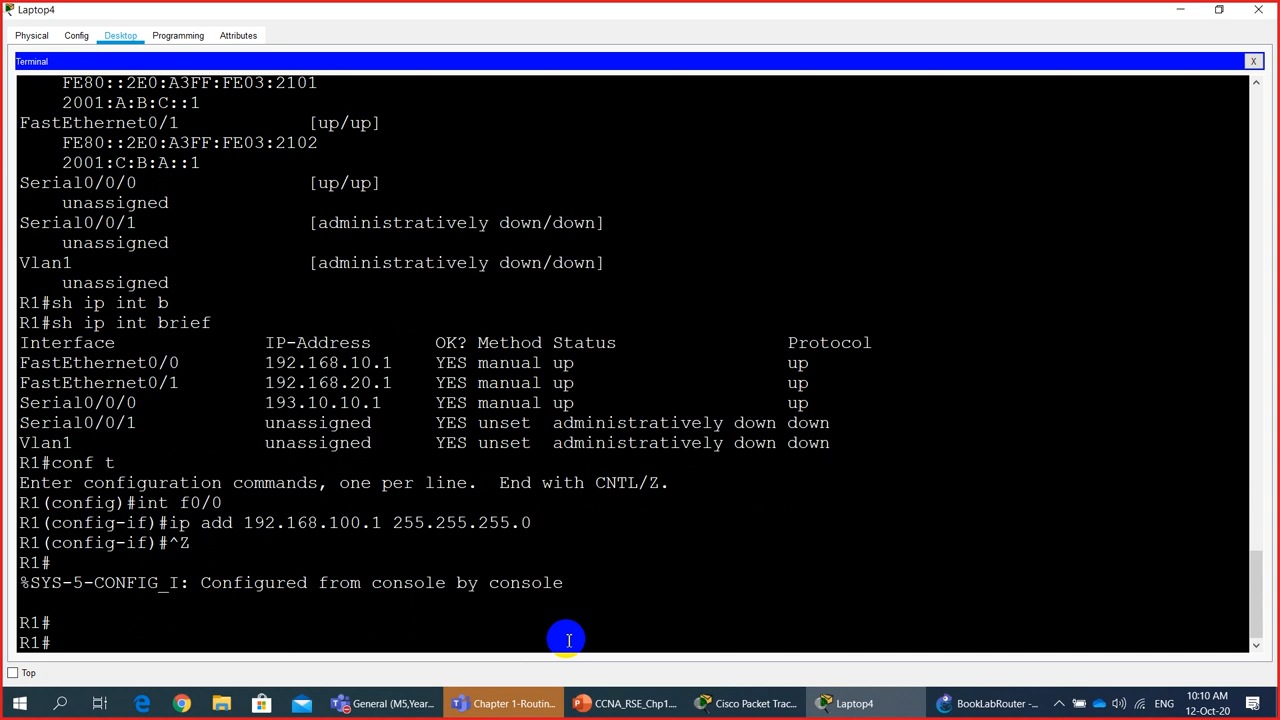 Laptop4
Physical Config Desktop Programming Attributes
Terminal X
FE80::2E0:A3FF:FE03:2101
2001:A:B:C::1
FastEthernet0/1 [up/up]
FE80::2E0:A3FF:FE03:2102
2001:C:B:A::1
Serial0/0/0 [up/up]
unassigned
Serial0/0/1 [administratively down/down]
unassigned
Vlan1 [administratively down/down]
unassigned
R1#sh ip int b
R1#sh ip int brief
Interface IP-Address OK? Method Status Protocol
FastEthernet0/0 192.168.10.1 YES manual up up
FastEthernet0/1 192.168.20.1 YES manual up up
Serial0/0/0 193.10.10.1 YES manual up up
Serial0/0/1 unassigned YES unset administratively down down
Vlan1 unassigned YES unset administratively down down
R1#conf t
Enter configuration commands, one per line. End with CNTL/Z.
R1(config)#int f0/0
R1(config-if)#ip add 192.168.100.1 255.255.255.0
R1(config-if)#^Z
R1#
%SYS-5-CONFIG_I: Configured from console by console
R1#
R1#
Top
General (M5,Year... Chapter 1-Routin... CCNA_RSE_Chp1.... Cisco Packet Trac... Laptop4 BookLabRouter -... ENG 10:10 AM
12-Oct-20